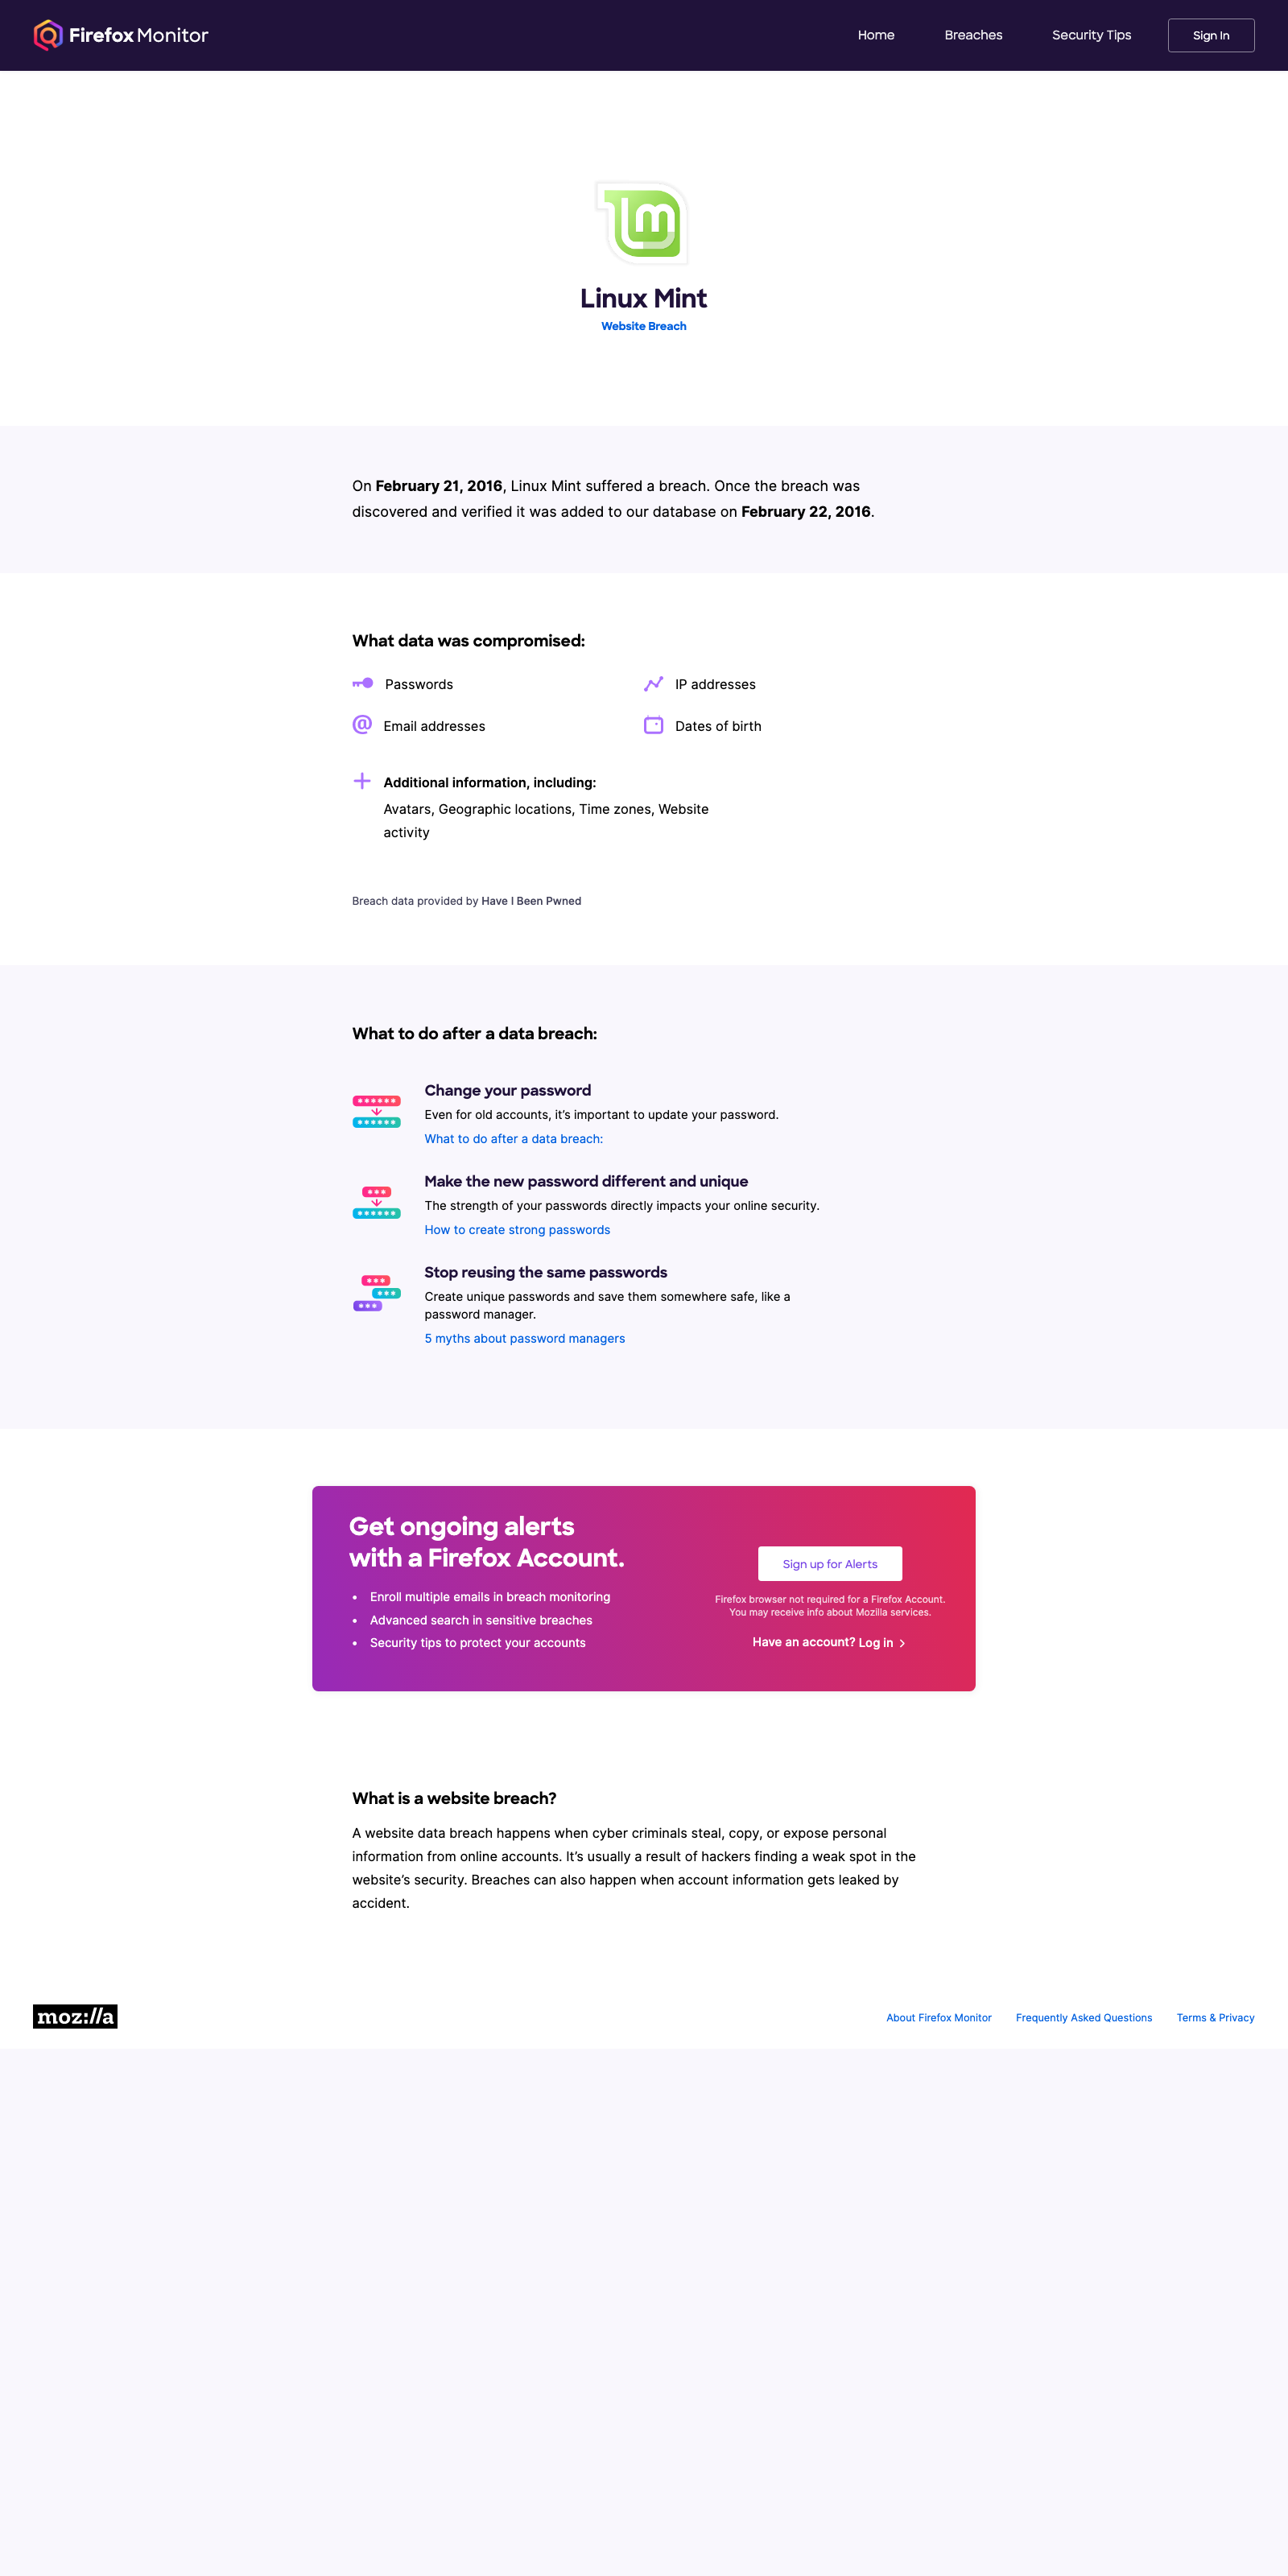 Firefox Monitor
Home
Breaches
Security Tips
Sign In
Linux Mint
Website Breach
On February 21, 2016, Linux Mint suffered a breach. Once the breach was
discovered and verified it was added to our database on February 22, 2016.
What data was compromised:
Passwords
IP addresses
@ Email addresses
Dates of birth
Additional information, including:
Avatars, Geographic locations, Time zones, Website
activity
Breach data provided by Have I Been Pwned
What to do after a data breach:
Change your password
Even for old accounts, it’s important to update your password.
What to do after a data breach:
Make the new password different and unique
The strength of your passwords directly impacts your online security.
How to create strong passwords
Stop reusing the same passwords
Create unique passwords and save them somewhere safe, like a
password manager.
5 myths about password managers
Get ongoing alerts
with a Firefox Account.
• Enroll multiple emails in breach monitoring
• Advanced search in sensitive breaches
• Security tips to protect your accounts
Sign up for Alerts
Firefox browser not required for a Firefox Account.
You may receive info about Mozilla services.
Have an account? Log in
What is a website breach?
A website data breach happens when cyber criminals steal, copy, or expose personal
information from online accounts. It’s usually a result of hackers finding a weak spot in the
website’s security. Breaches can also happen when account information gets leaked by
accident.
moz://a
About Firefox Monitor
Frequently Asked Questions
Terms & Privacy